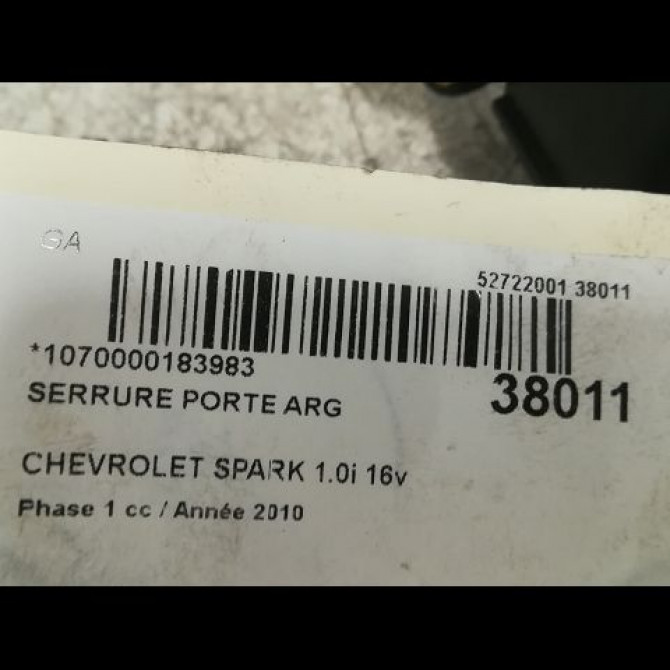 GA
52722001 38011
*1070000183983
38011
SERRURE PORTE ARG
CHEVROLET SPARK 1.0i 16v
Phase 1 cc / Année 2010